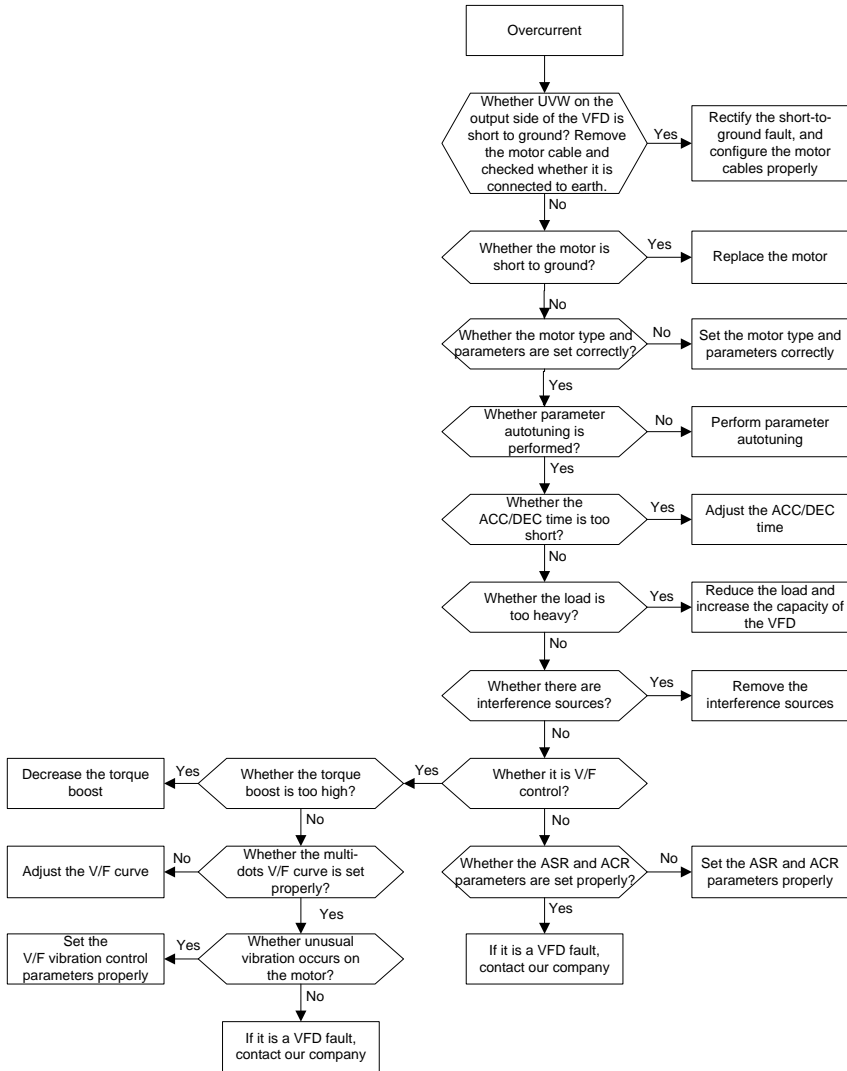 Overcurrent
Whether UVW on the
output side of the VFD is
short to ground? Remove
the motor cable and
checked whether it is
connected to earth.
Yes
Rectify the short-to-
ground fault, and
configure the motor
cables properly
No
Whether the motor is
short to ground?
Yes
Replace the motor
No
Whether the motor type and
parameters are set correctly?
No
Set the motor type and
parameters correctly
Yes
Whether parameter
autotuning is
performed?
No
Perform parameter
autotuning
Yes
Whether the
ACC/DEC time is too
short?
Yes
Adjust the ACC/DEC
time
No
Whether the load is
too heavy?
Yes
Reduce the load and
increase the capacity of
the VFD
No
Whether there are
interference sources?
Yes
Remove the
interference sources
No
Whether it is V/F
control?
Yes
Whether the torque
boost is too high?
Yes
Decrease the torque
boost
No
Whether the multi-
dots V/F curve is set
properly?
No
Adjust the V/F curve
Yes
Whether unusual
vibration occurs on
the motor?
Yes
Set the
V/F vibration control
parameters properly
No
If it is a VFD fault,
contact our company
No
Whether the ASR and ACR
parameters are set properly?
No
Set the ASR and ACR
parameters properly
Yes
If it is a VFD fault,
contact our company